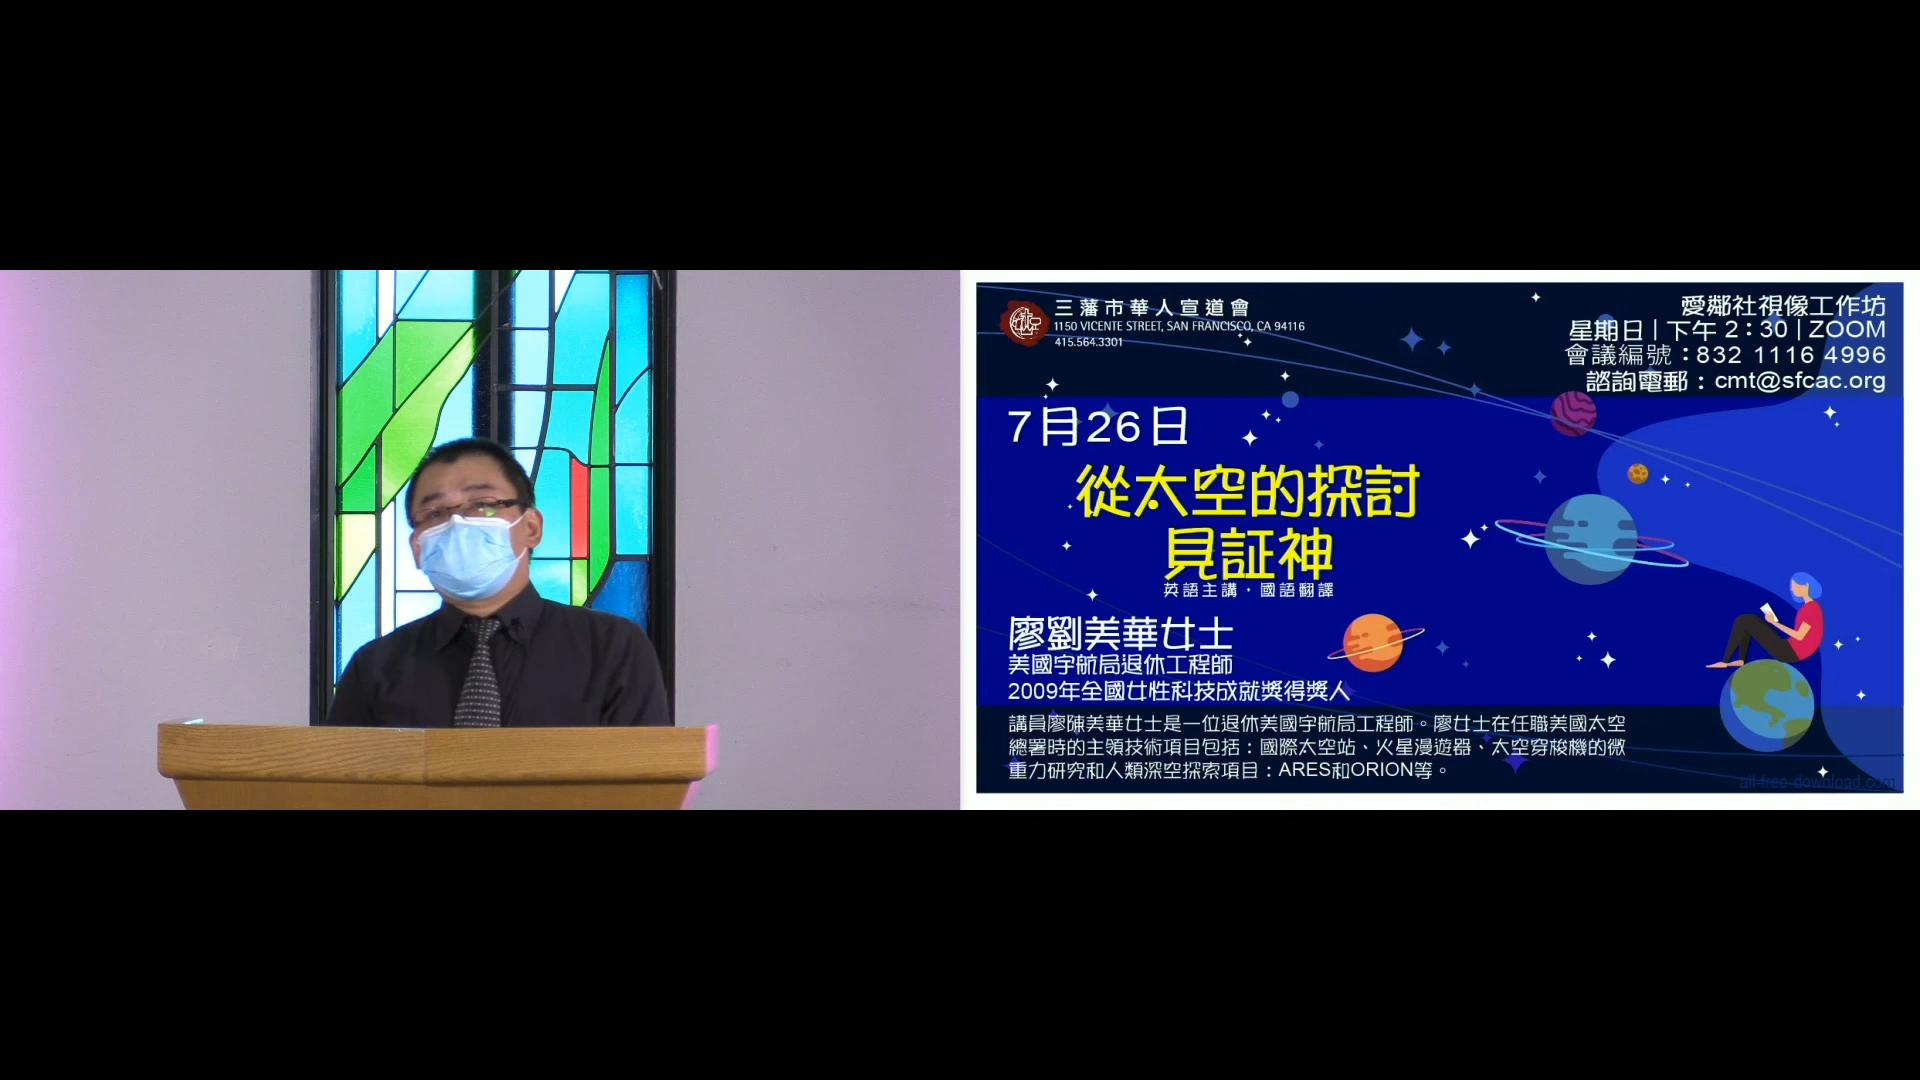 三藩市華人宣道會
1150 VICENTE STREET, SAN FRANCISCO, CA 94116
415.564.3301
愛鄰社視像工作坊
星期日 | 下午 2：30 | ZOOM
會議編號：832 1116 4996
諮詢電郵：cmt@sfcac.org
7月26日
從太空的探討
見証神
英語主講，國語翻譯
廖劉美華女士
美國宇航局退休工程師
2009年全國女性科技成就獎得獎人
講員廖陳美華女士是一位退休美國宇航局工程師。廖女士在任職美國太空
總署時的主領技術項目包括：國際太空站、火星漫遊器、太空穿梭機的微
重力研究和人類深空探索項目：ARES和ORION等。
all-free-download.com